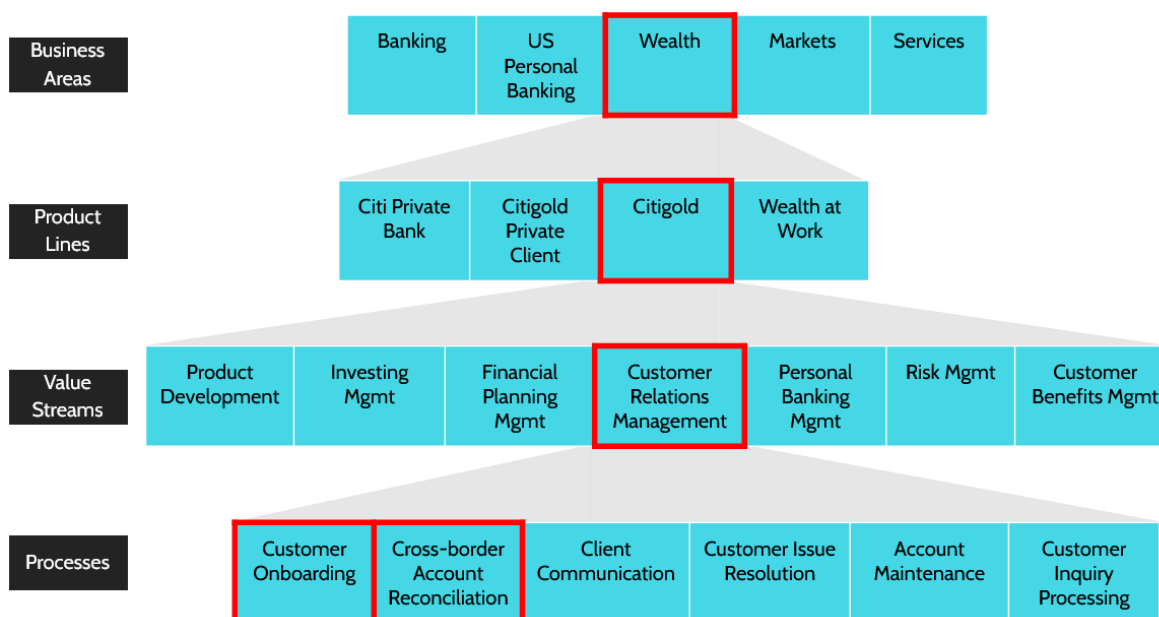 Business
Areas
Banking
US
Personal
Banking
Wealth
Markets
Services
Product
Lines
Citi Private
Bank
Citigold
Private
Client
Citigold
Wealth at
Work
Value
Streams
Product
Development
Investing
Mgmt
Financial
Planning
Mgmt
Customer
Relations
Management
Personal
Banking
Mgmt
Risk Mgmt
Customer
Benefits Mgmt
Processes
Customer
Onboarding
Cross-border
Account
Reconciliation
Client
Communication
Customer Issue
Resolution
Account
Maintenance
Customer
Inquiry
Processing